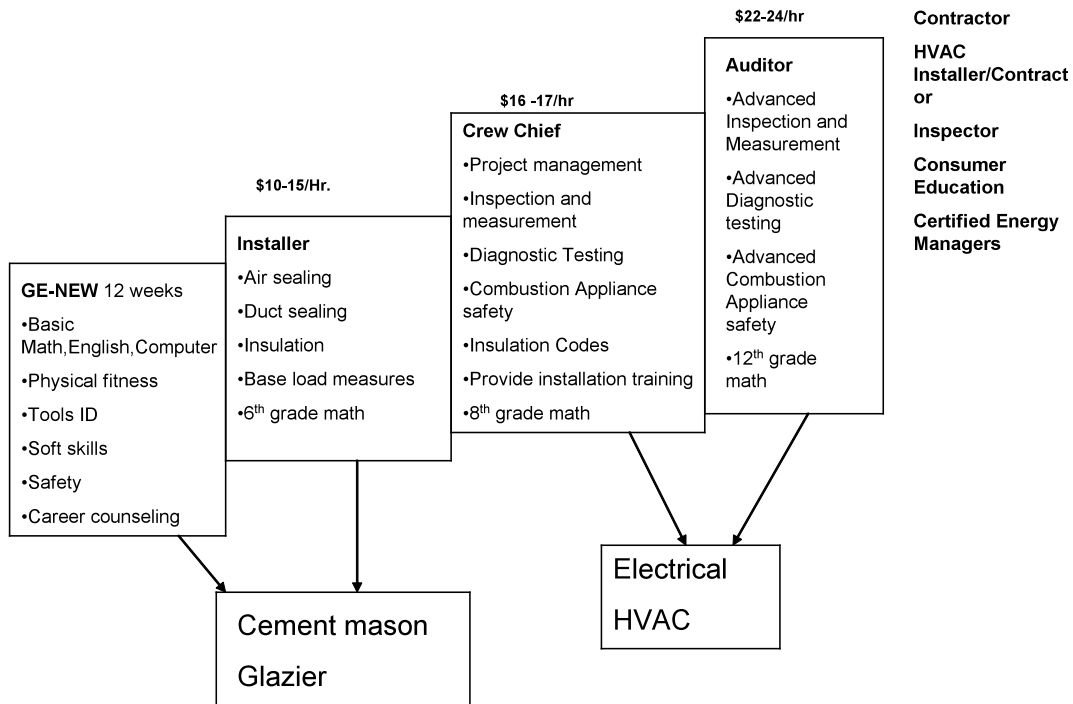 $10-15/Hr.
$16 -17/hr
$22-24/hr
GE-NEW 12 weeks
•Basic
Math,English,Computer
•Physical fitness
•Tools ID
•Soft skills
•Safety
•Career counseling
Installer
•Air sealing
•Duct sealing
•Insulation
•Base load measures
•6th grade math
Crew Chief
•Project management
•Inspection and
measurement
•Diagnostic Testing
•Combustion Appliance
safety
•Insulation Codes
•Provide installation training
•8th grade math
Auditor
•Advanced
Inspection and
Measurement
•Advanced
Diagnostic
testing
•Advanced
Combustion
Appliance
safety
•12th grade
math
Contractor
HVAC
Installer/Contract
or
Inspector
Consumer
Education
Certified Energy
Managers
Cement mason
Glazier
Electrical
HVAC